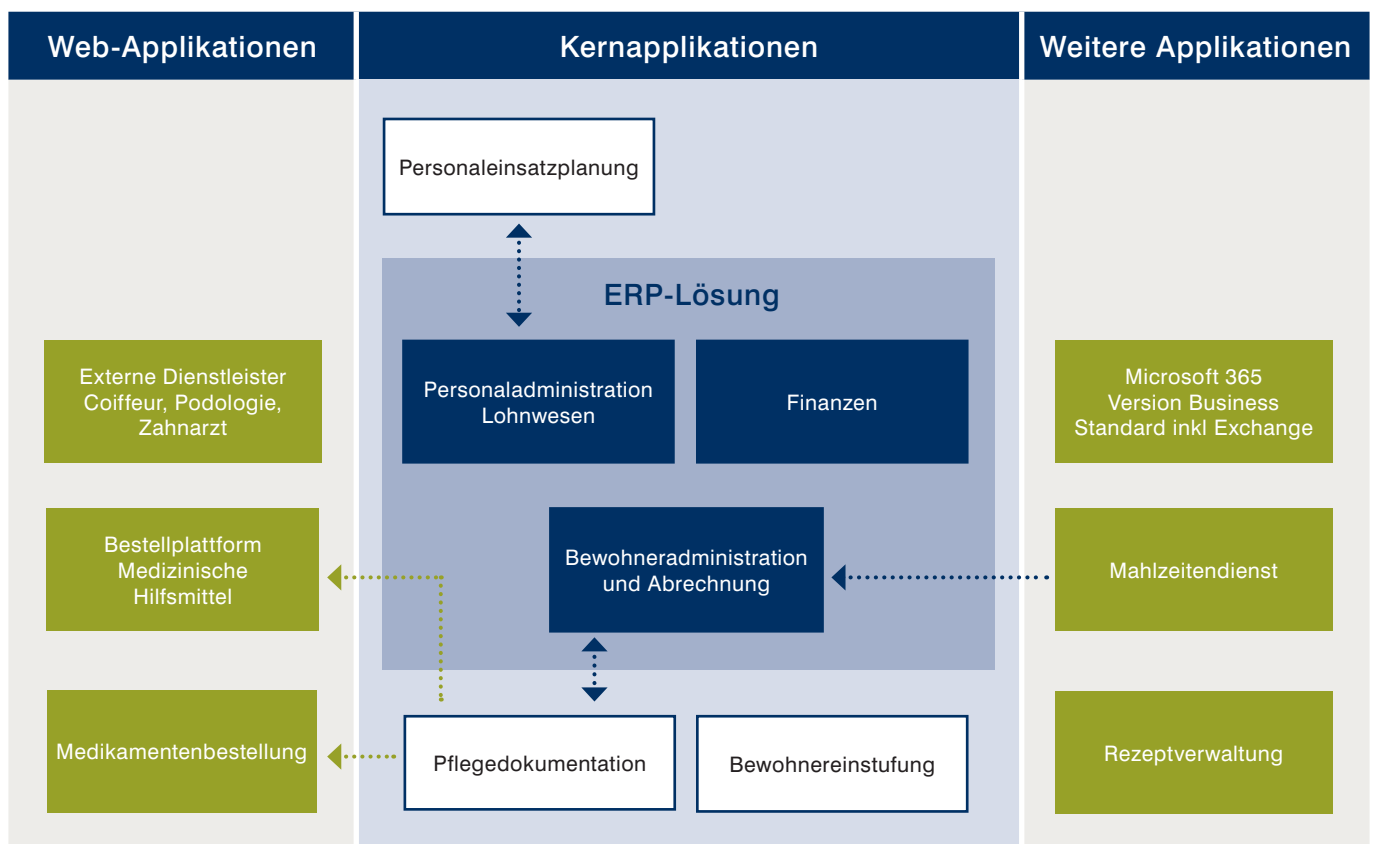 Web-Applikationen
Kernapplikationen
Weitere Applikationen
Personaleinsatzplanung
ERP-Lösung
Externe Dienstleister
Coiffeur, Podologie,
Zahnarzt
Personaladministration
Lohnwesen
Finanzen
Microsoft 365
Version Business
Standard inkl Exchange
Bestellplattform
Medizinische
Hilfsmittel
Bewohneradministration
und Abrechnung
Mahlzeitendienst
Medikamentenbestellung
Pflegedokumentation
Bewohnereinstufung
Rezeptverwaltung